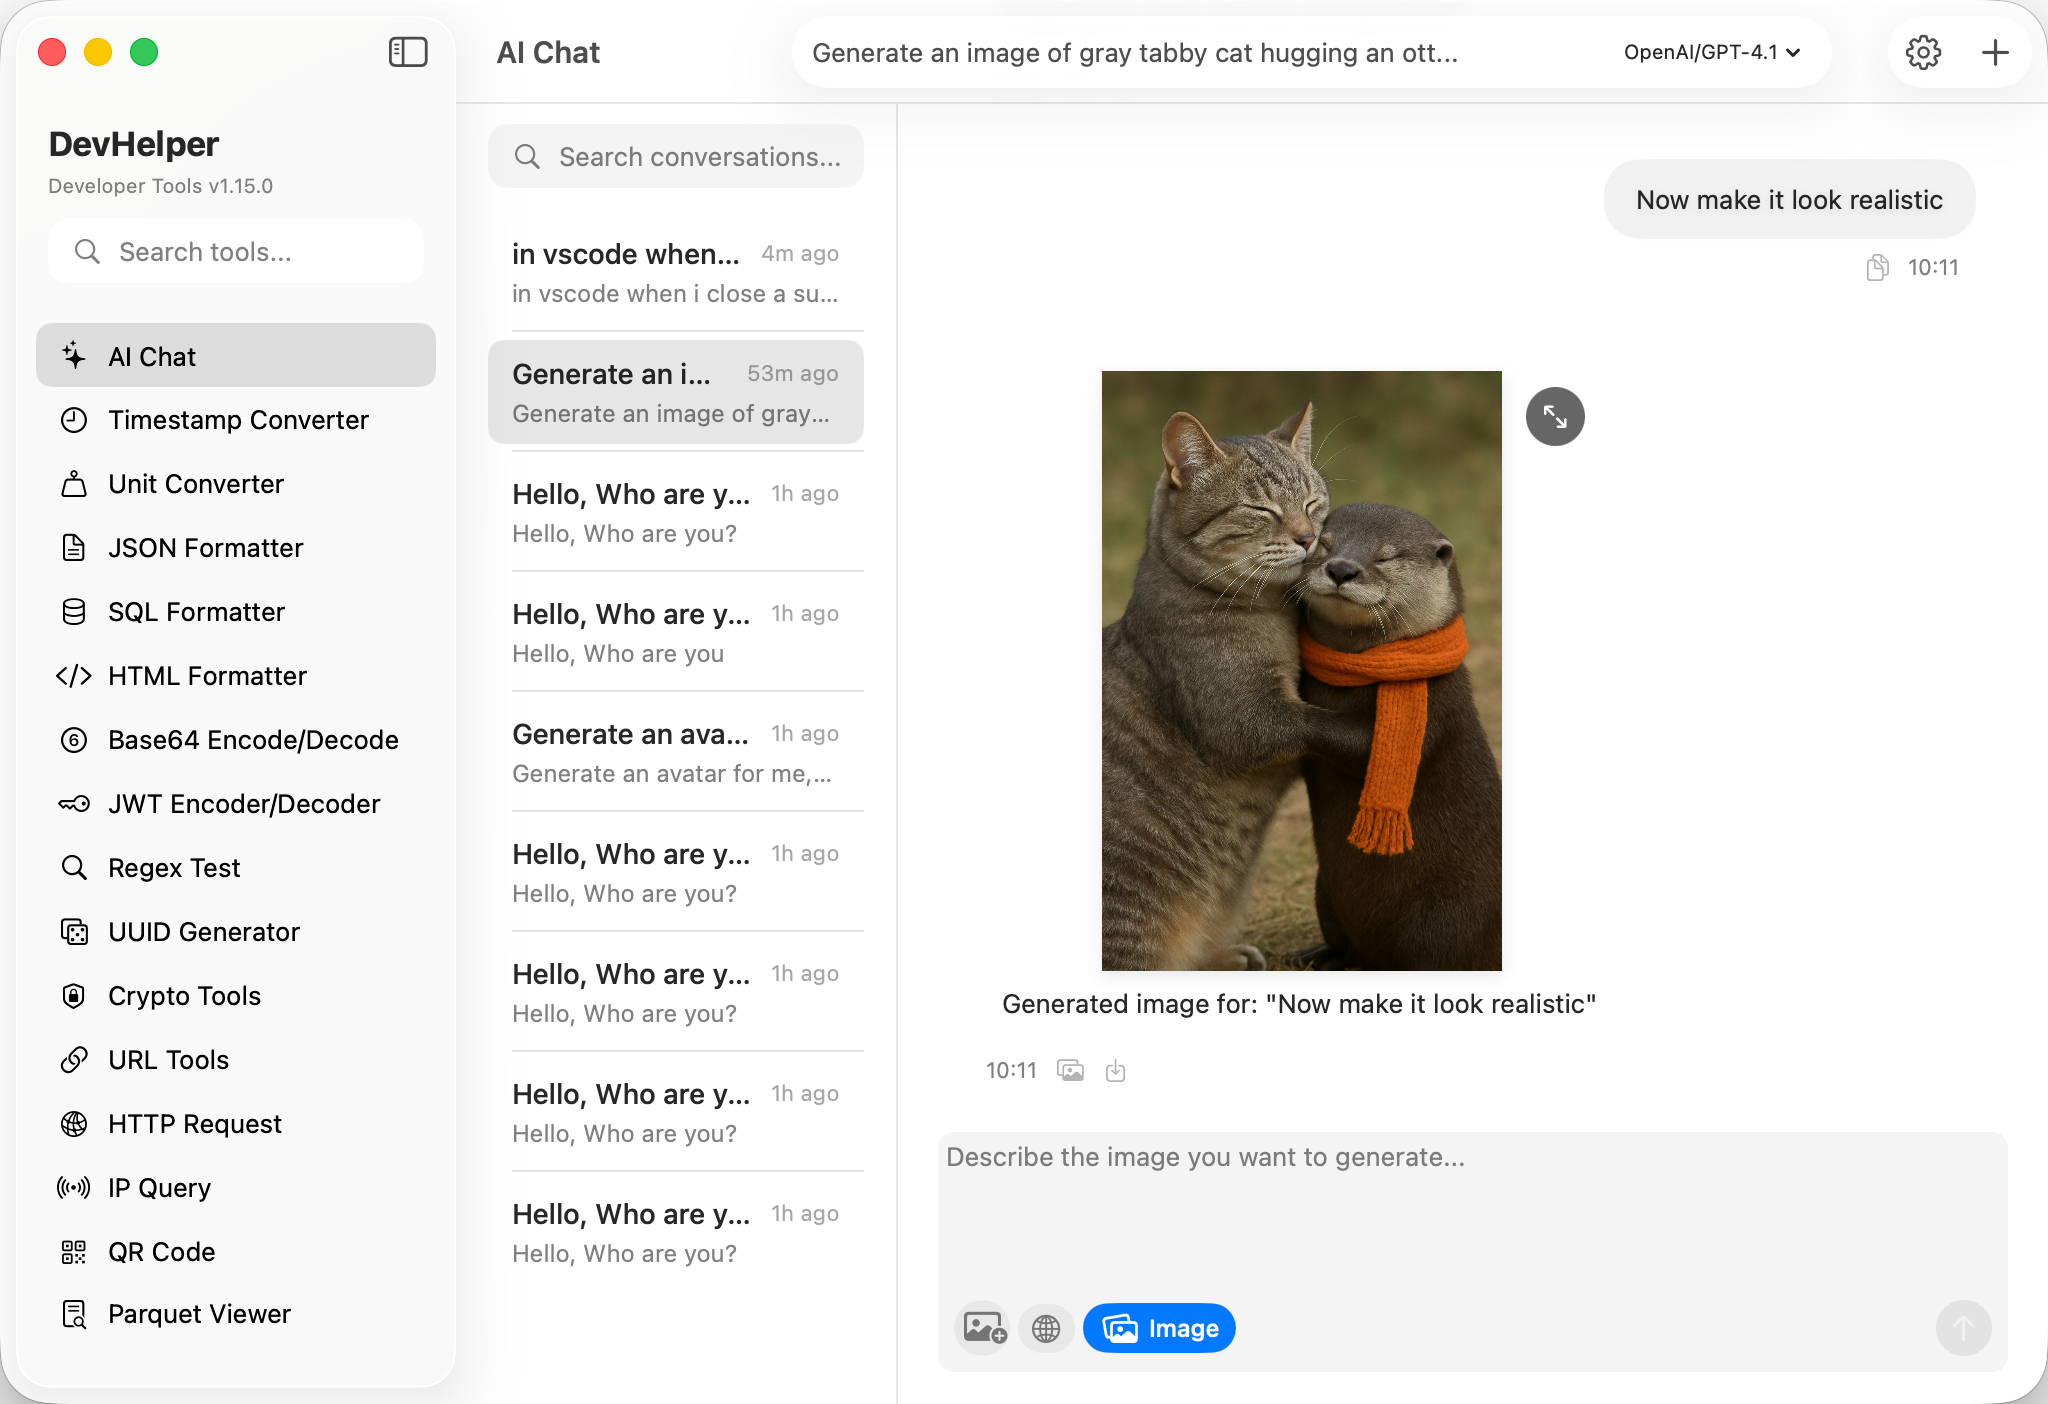 AI Chat
Generate an image of gray tabby cat hugging an ott...
OpenAI/GPT-4.1
DevHelper
Developer Tools v1.15.0
Search tools...
AI Chat
Timestamp Converter
Unit Converter
JSON Formatter
SQL Formatter
HTML Formatter
Base64 Encode/Decode
JWT Encoder/Decoder
Regex Test
UUID Generator
Crypto Tools
URL Tools
HTTP Request
IP Query
QR Code
Parquet Viewer
Search conversations...
in vscode when... 4m ago
in vscode when i close a su...
Generate an i... 53m ago
Generate an image of gray...
Hello, Who are y... 1h ago
Hello, Who are you?
Hello, Who are y... 1h ago
Hello, Who are you
Generate an ava... 1h ago
Generate an avatar for me,...
Hello, Who are y... 1h ago
Hello, Who are you?
Hello, Who are y... 1h ago
Hello, Who are you?
Hello, Who are y... 1h ago
Hello, Who are you?
Hello, Who are y... 1h ago
Hello, Who are you?
Now make it look realistic
10:11
Generated image for: "Now make it look realistic"
10:11
Describe the image you want to generate...
Image